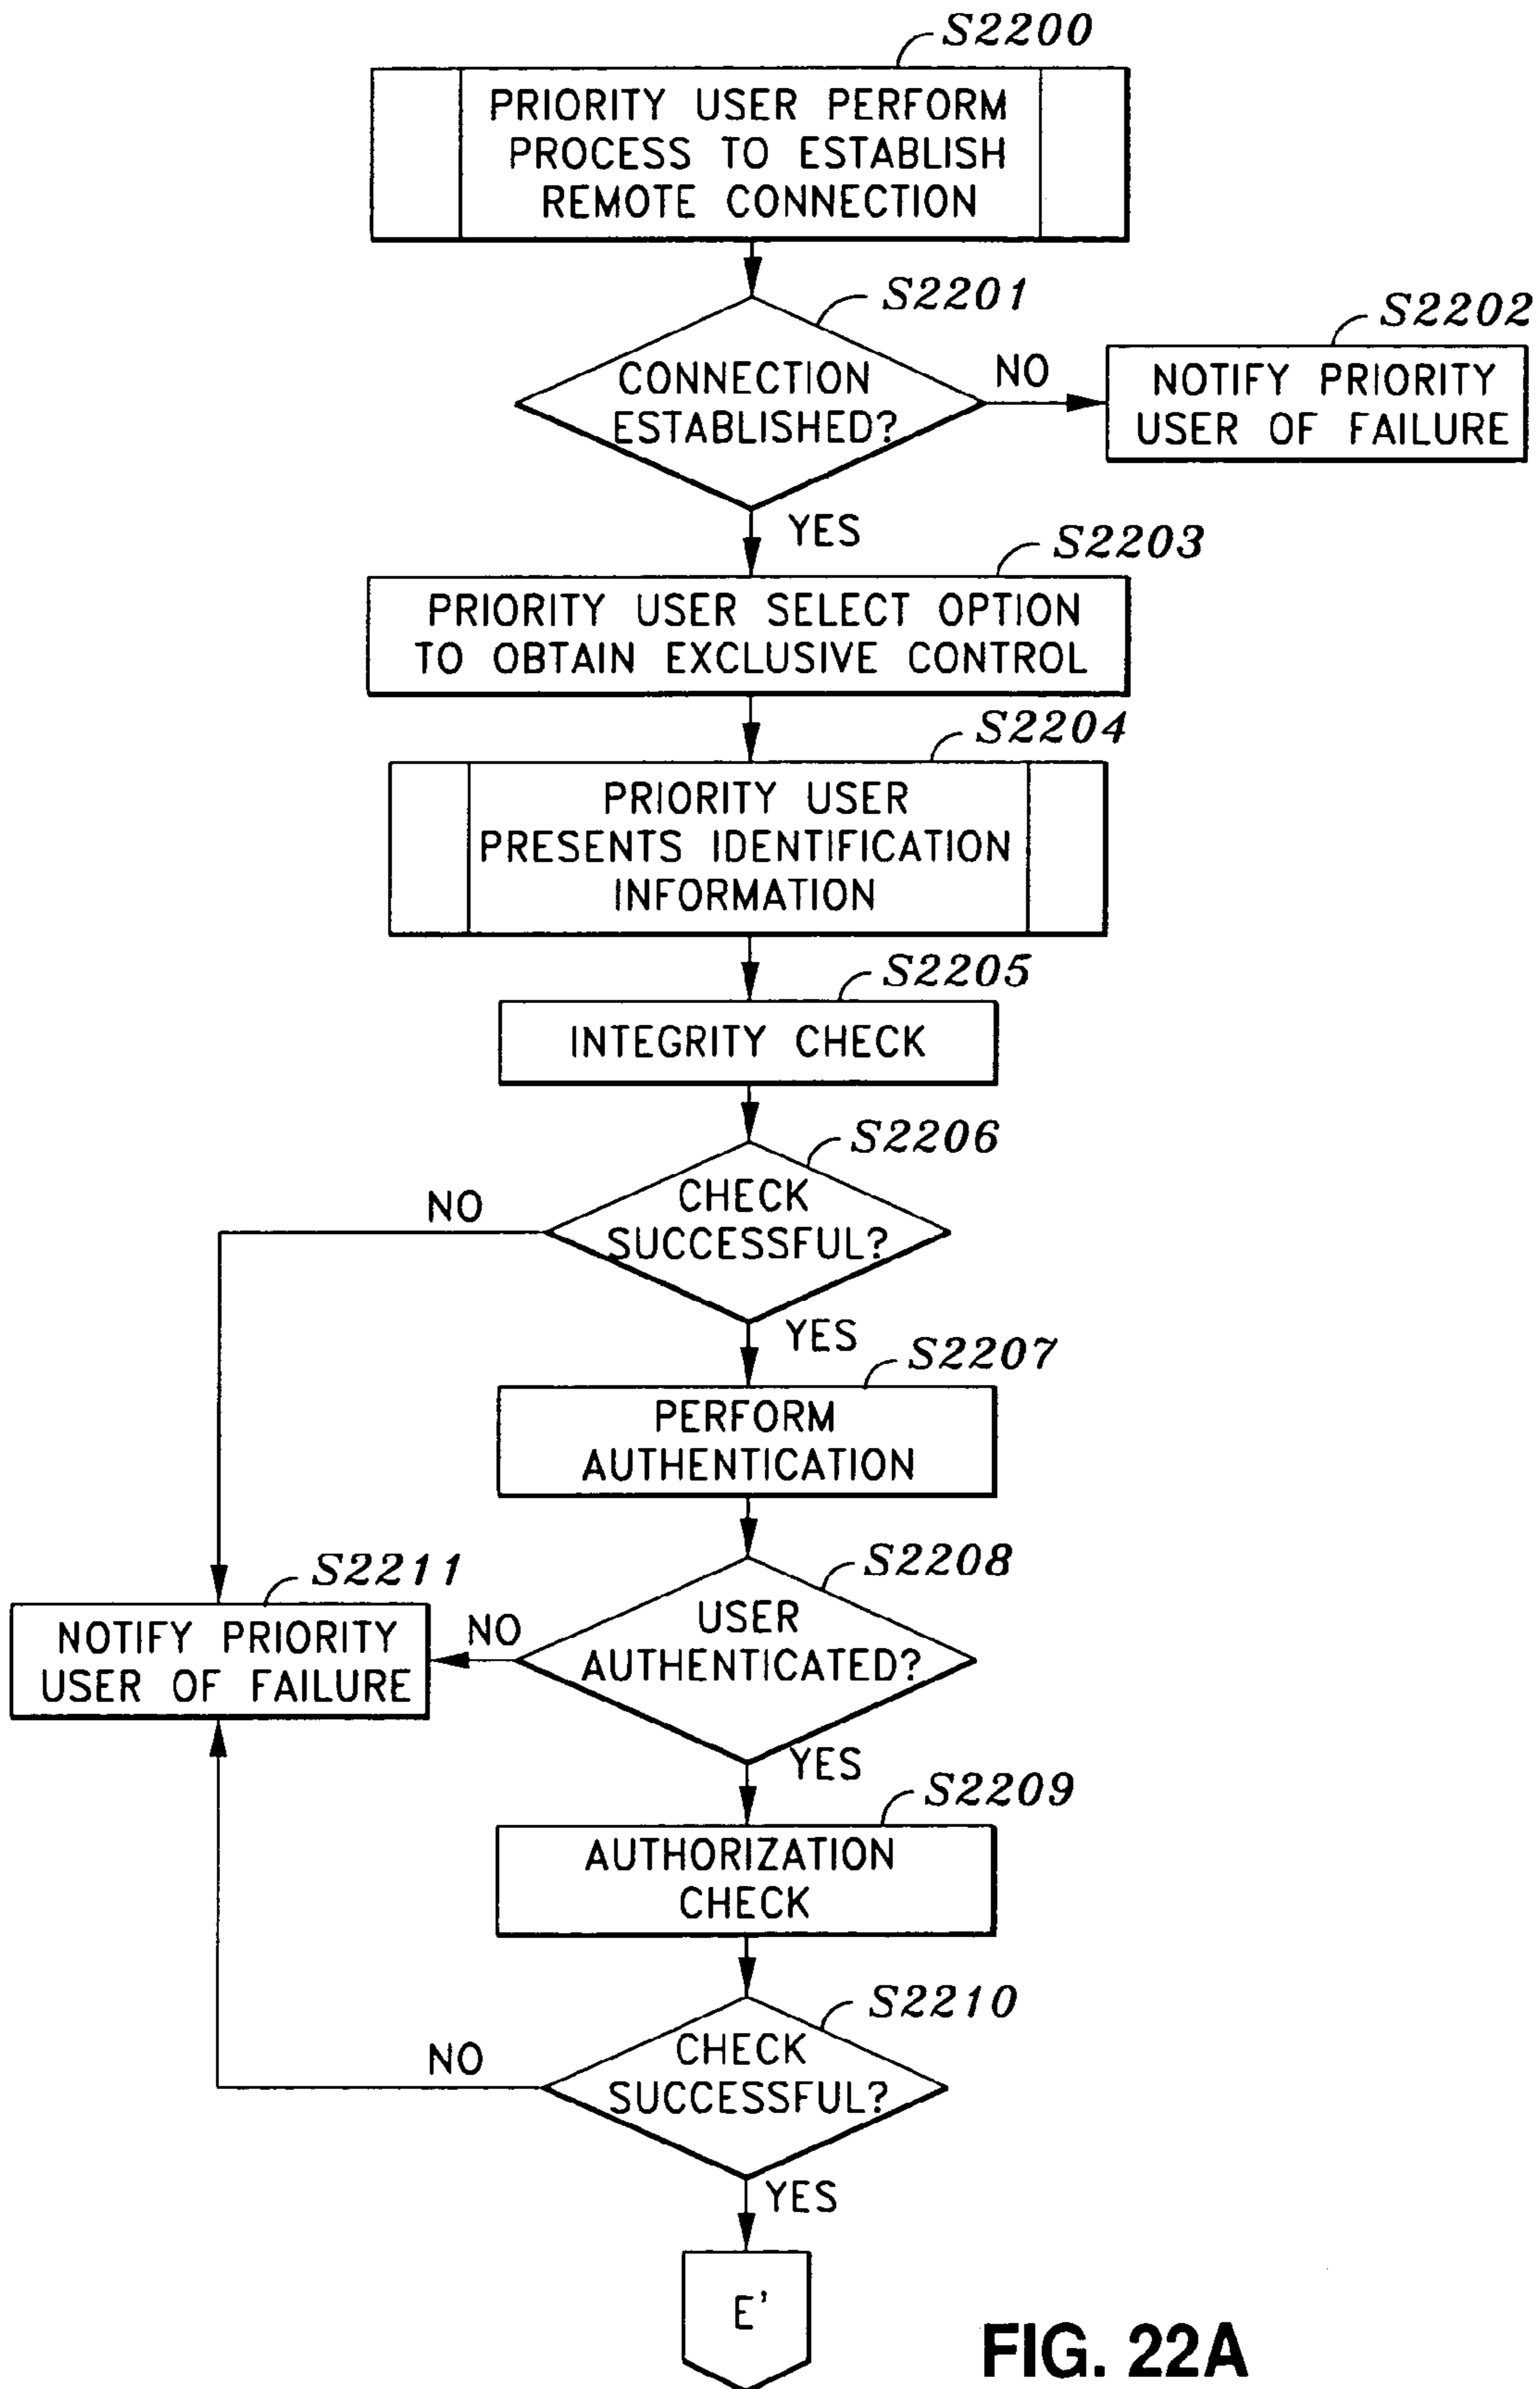 S2200
PRIORITY USER PERFORM
PROCESS TO ESTABLISH
REMOTE CONNECTION
S2201
CONNECTION
ESTABLISHED?
NO
S2202
NOTIFY PRIORITY
USER OF FAILURE
YES
S2203
PRIORITY USER SELECT OPTION
TO OBTAIN EXCLUSIVE CONTROL
S2204
PRIORITY USER
PRESENTS IDENTIFICATION
INFORMATION
S2205
INTEGRITY CHECK
S2206
CHECK
SUCCESSFUL?
NO
YES
S2207
PERFORM
AUTHENTICATION
S2208
USER
AUTHENTICATED?
NO
S2211
NOTIFY PRIORITY
USER OF FAILURE
YES
S2209
AUTHORIZATION
CHECK
S2210
CHECK
SUCCESSFUL?
NO
YES
E'
FIG. 22A